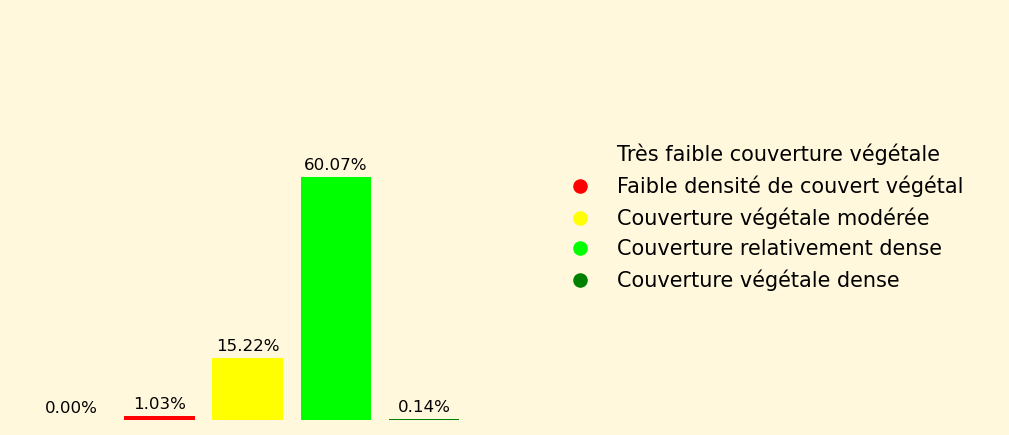 60.07%
15.22%
0.00%
1.03%
0.14%
Très faible couverture végétale
Faible densité de couvert végétal
Couverture végétale modérée
Couverture relativement dense
Couverture végétale dense